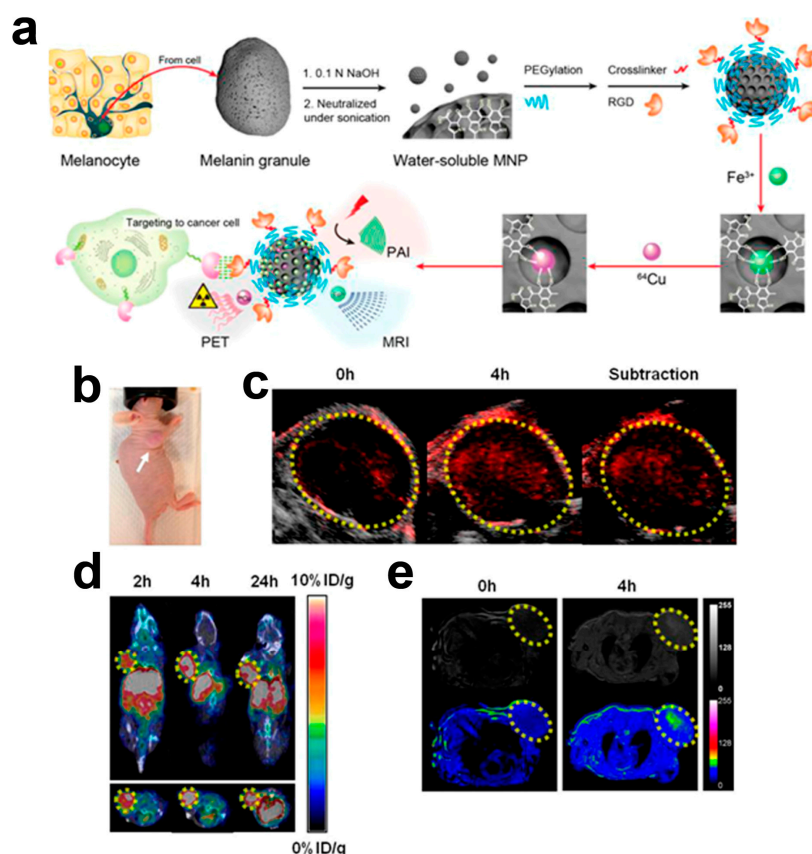 a
From cell
Melanocyte
Melanin granule
1. 0.1 N NaOH
2. Neutralized
under sonication
Water-soluble MNP
PEGylation
Crosslinker
RGD
Fe³⁺
Targeting to cancer cell
PAI
PET
MRI
⁶⁴Cu
b
c
0h 4h Subtraction
d
2h 4h 24h 10% ID/g
0% ID/g
e
0h 4h
255
128
0
255
128
0